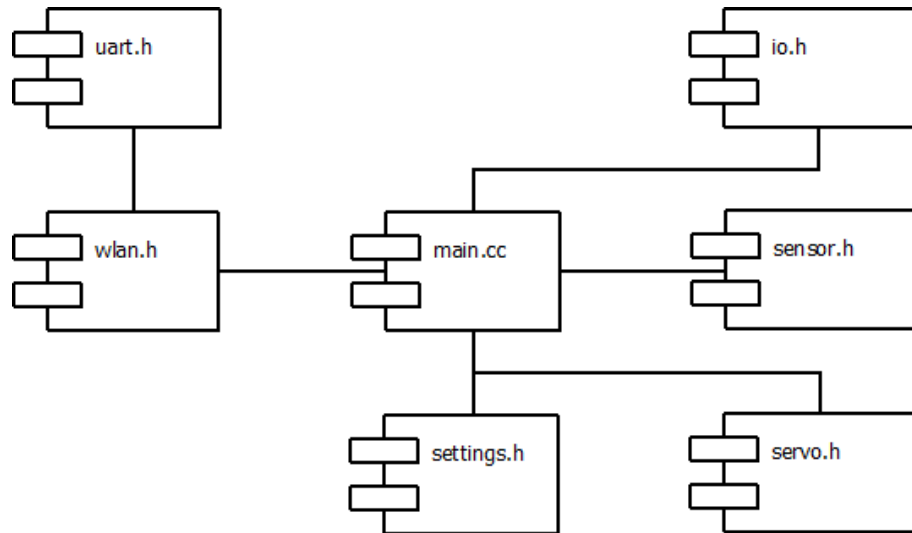 uart.h
io.h
wlan.h
main.cc
sensor.h
settings.h
servo.h